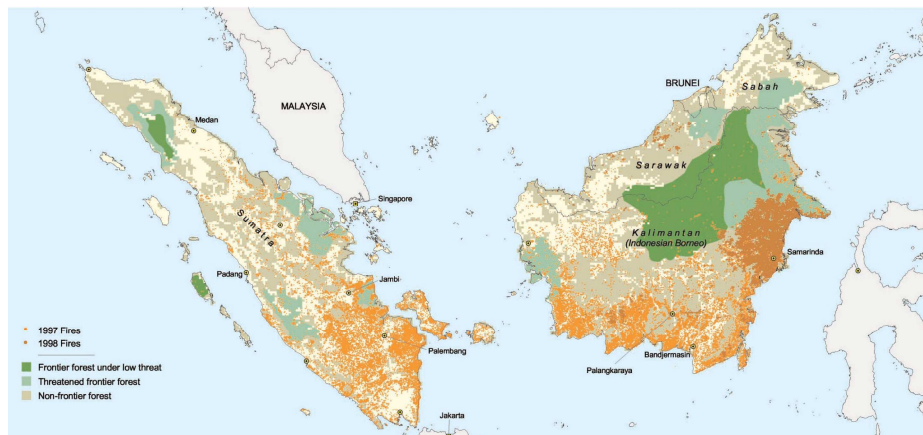 BRUNEI
Sabah
MALAYSIA
Medan
Sarawak
Singapore
Sumatra
Kalimantan
(Indonesian Borneo)
Samarinda
Padang
Jambi
1997 Fires
1998 Fires
Palembang
Bandjermasin
Palangkaraya
Frontier forest under low threat
Threatened frontier forest
Non-frontier forest
Jakarta